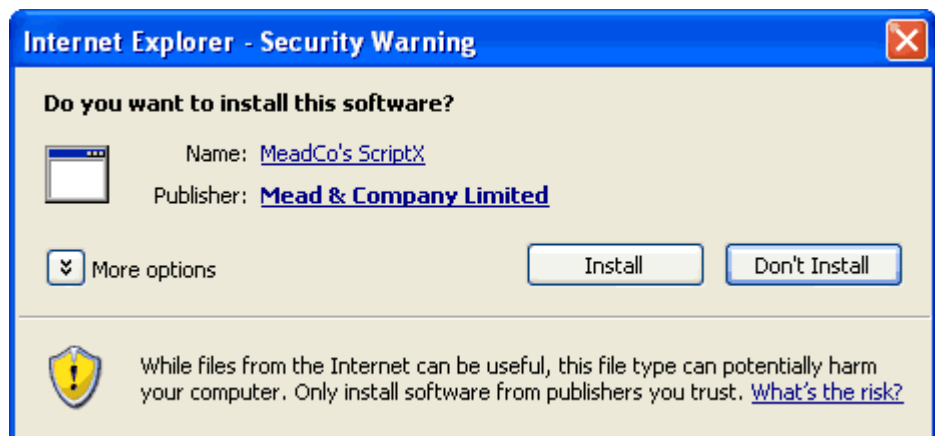 Internet Explorer - Security Warning
Do you want to install this software?
Name: MeadCo's ScriptX
Publisher: Mead & Company Limited
More options
Install
Don't Install
While files from the Internet can be useful, this file type can potentially harm
your computer. Only install software from publishers you trust. What's the risk?